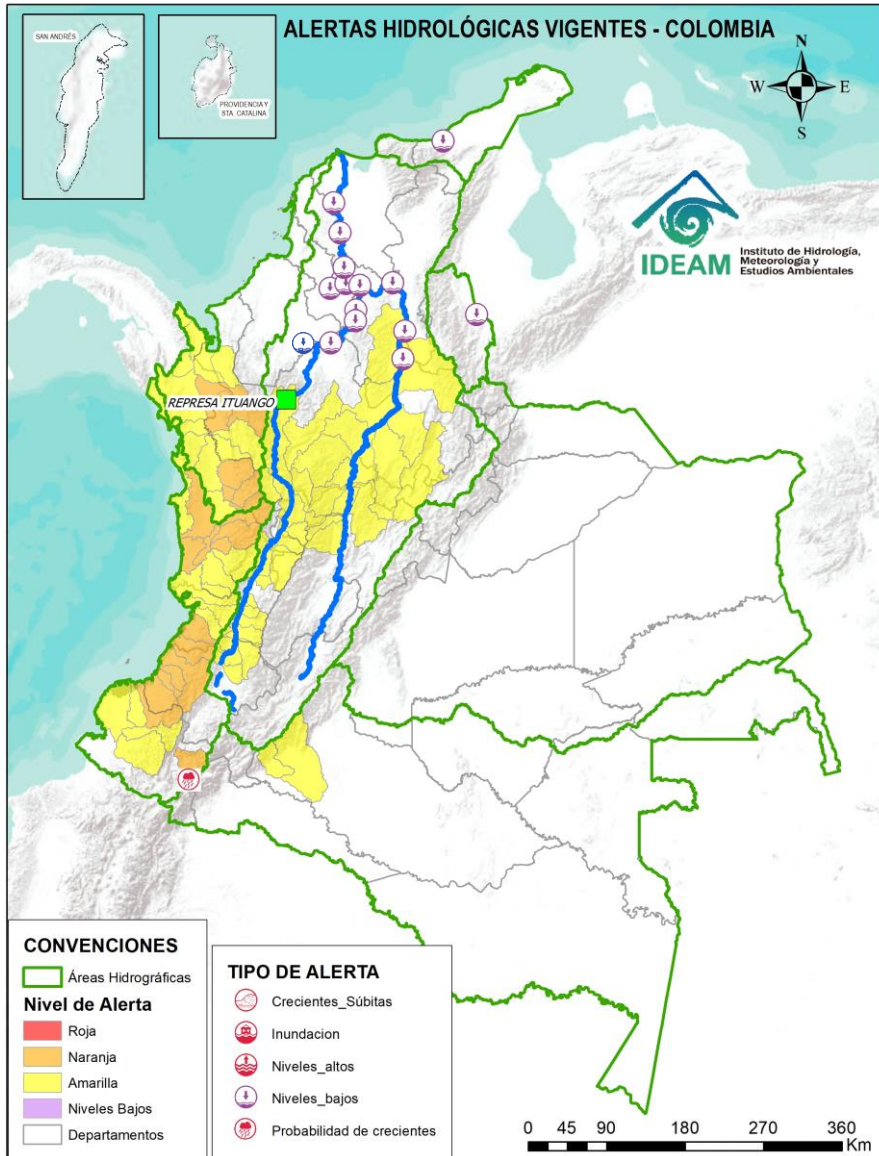 ALERTAS HIDROLÓGICAS VIGENTES - COLOMBIA
SAN ANDRÉS
PROVIDENCIA Y
STA. CATALINA
N
W
E
S
IDEAM
Instituto de Hidrología,
Meteorología y
Estudios Ambientales
REPRESA ITUANGO
CONVENCIONES
Áreas Hidrográficas
Nivel de Alerta
Roja
Naranja
Amarilla
Niveles Bajos
Departamentos
TIPO DE ALERTA
Crecientes_Súbitas
Inundacion
Niveles_altos
Niveles_bajos
Probabilidad de crecientes
0 45 90 180 270 360
Km